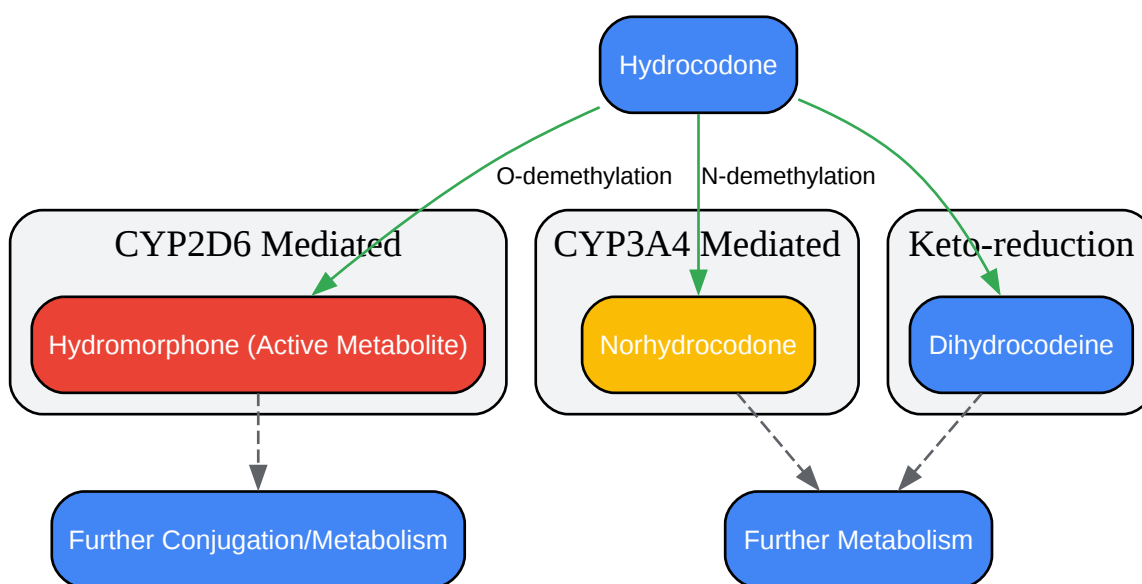 Hydrocodone
O-demethylation
N-demethylation
CYP2D6 Mediated
CYP3A4 Mediated
Keto-reduction
Hydromorphone (Active Metabolite)
Norhydrocodone
Dihydrocodeine
Further Conjugation/Metabolism
Further Metabolism